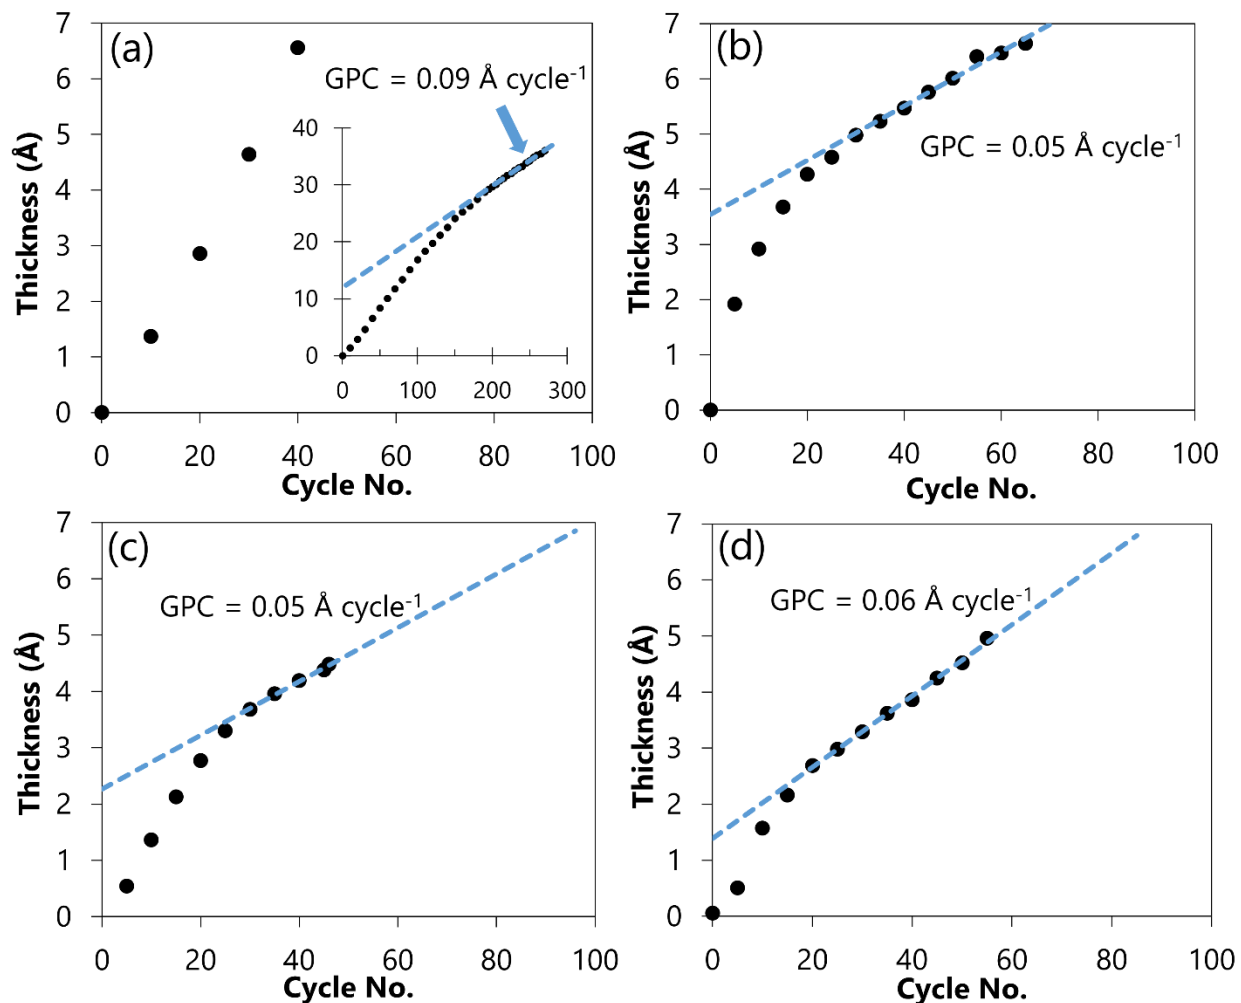 (a)
GPC = 0.09 Å cycle-1
Thickness (Å)
7
6
5
4
3
2
1
0
40
30
20
10
0
0 100 200 300
0 20 40 60 80 100
Cycle No.
(b)
GPC = 0.05 Å cycle-1
Thickness (Å)
7
6
5
4
3
2
1
0
0 20 40 60 80 100
Cycle No.
(c)
GPC = 0.05 Å cycle-1
Thickness (Å)
7
6
5
4
3
2
1
0
0 20 40 60 80 100
Cycle No.
(d)
GPC = 0.06 Å cycle-1
Thickness (Å)
7
6
5
4
3
2
1
0
0 20 40 60 80 100
Cycle No.